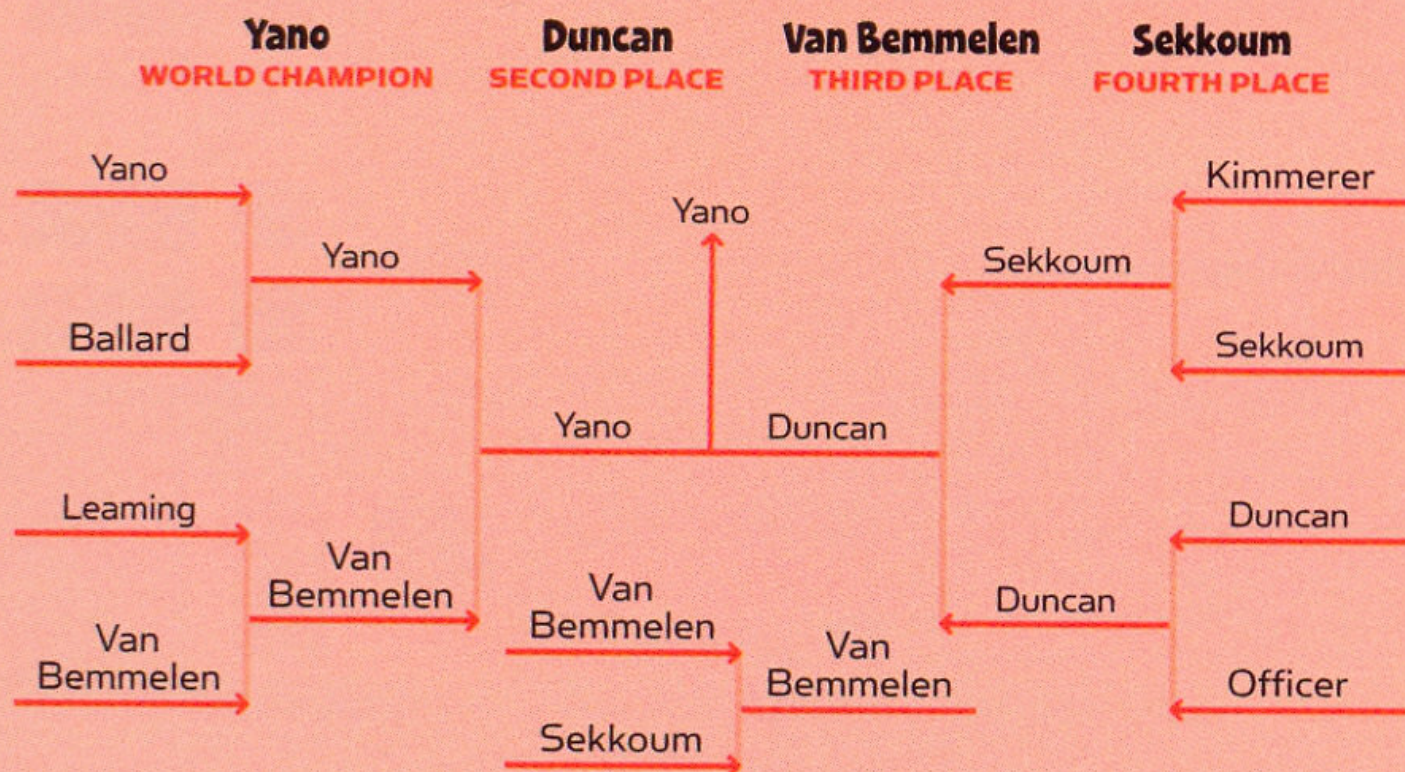 Yano
WORLD CHAMPION
Duncan
SECOND PLACE
Van Bemmelen
THIRD PLACE
Sekkoum
FOURTH PLACE
Yano
Ballard
Leaming
Van
Bemmelen
Yano
Van
Bemmelen
Yano
Yano
Duncan
Van
Bemmelen
Sekkoum
Van
Bemmelen
Sekkoum
Duncan
Kimmerer
Sekkoum
Duncan
Officer